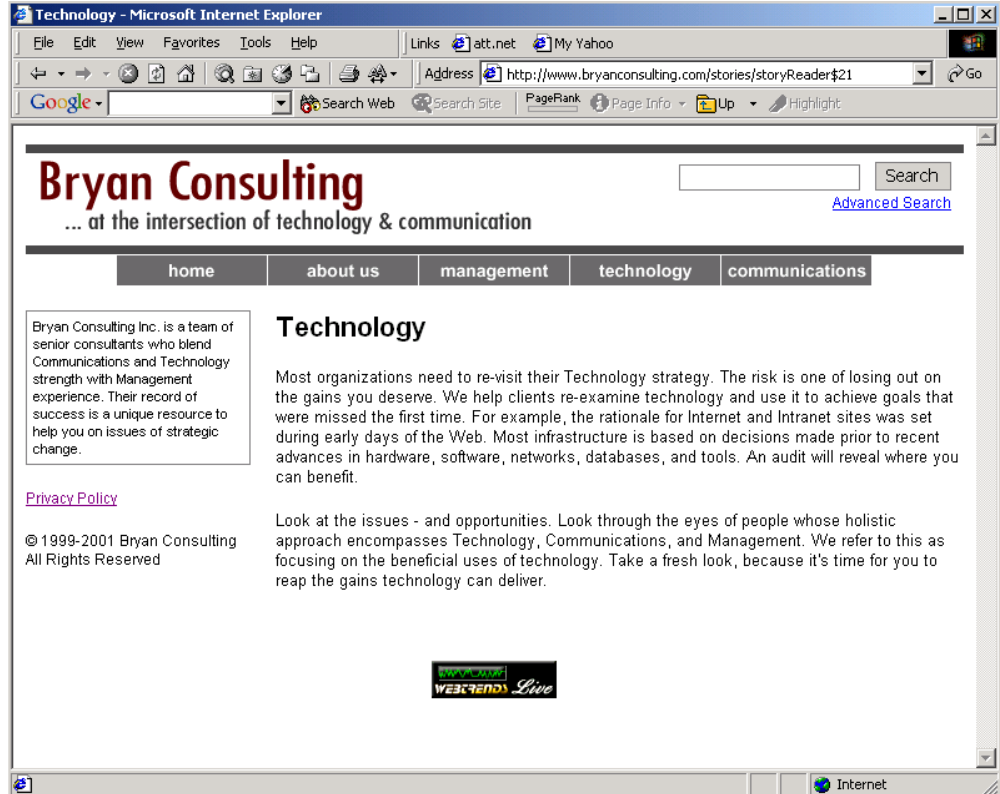 Technology - Microsoft Internet Explorer
File Edit View Favorites Tools Help Links att.net My Yahoo
Address http://www.bryanconsulting.com/stories/storyReader$21 Go
Google Search Web Search Site PageRank Page Info Up Highlight
Bryan Consulting
... at the intersection of technology & communication
Search
Advanced Search
home about us management technology communications
Bryan Consulting Inc. is a team of
senior consultants who blend
Communications and Technology
strength with Management
experience. Their record of
success is a unique resource to
help you on issues of strategic
change.
Privacy Policy
© 1999-2001 Bryan Consulting
All Rights Reserved
Technology
Most organizations need to re-visit their Technology strategy. The risk is one of losing out on
the gains you deserve. We help clients re-examine technology and use it to achieve goals that
were missed the first time. For example, the rationale for Internet and Intranet sites was set
during early days of the Web. Most infrastructure is based on decisions made prior to recent
advances in hardware, software, networks, databases, and tools. An audit will reveal where you
can benefit.
Look at the issues - and opportunities. Look through the eyes of people whose holistic
approach encompasses Technology, Communications, and Management. We refer to this as
focusing on the beneficial uses of technology. Take a fresh look, because it's time for you to
reap the gains technology can deliver.
WEBTRENDS Live
Internet